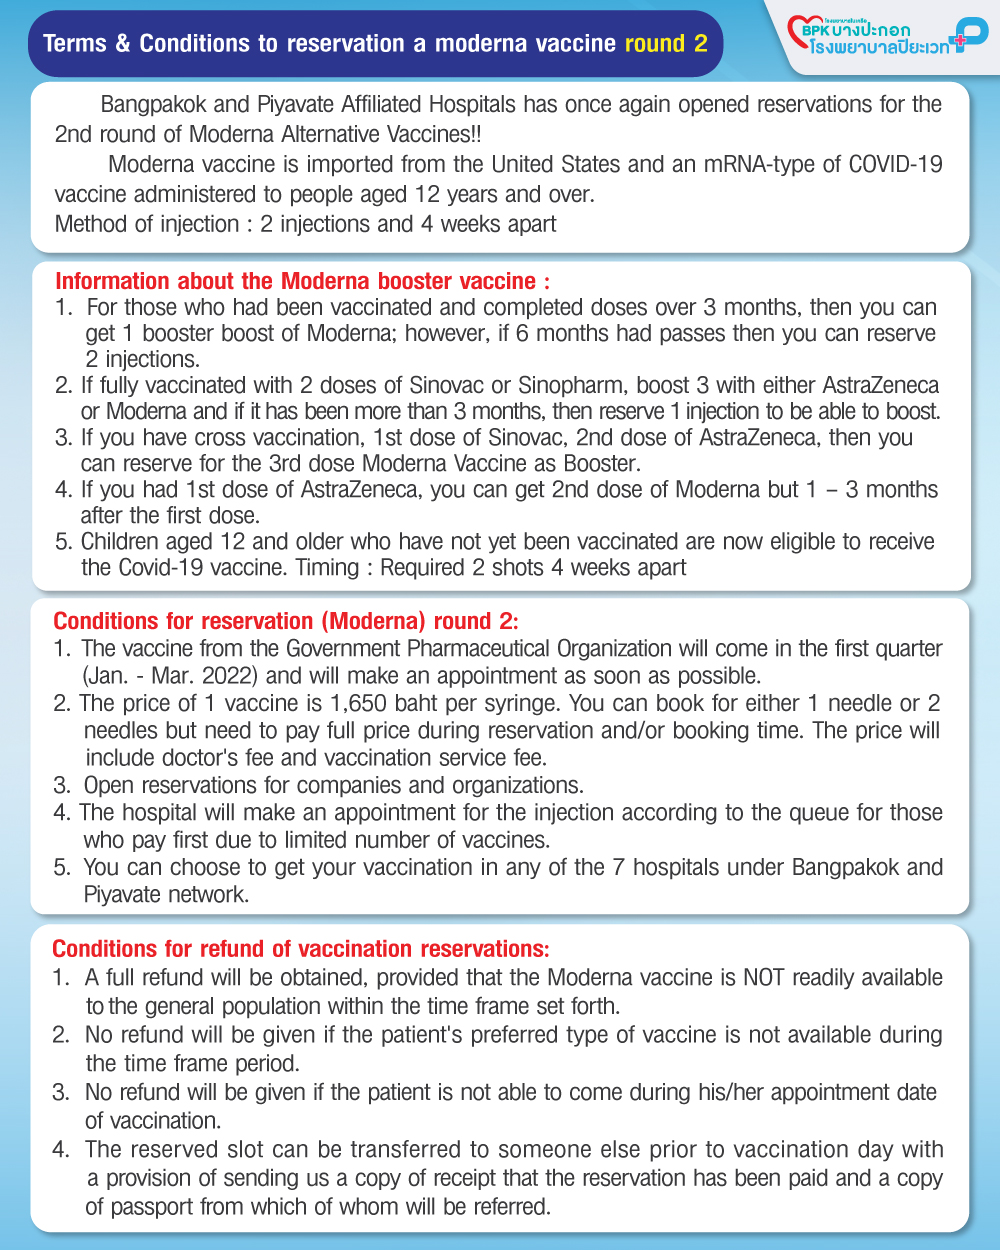 Terms & Conditions to reservation a moderna vaccine round 2
โรงพยาบาลในเครือ
BPK บางปะกอก
โรงพยาบาลปิยะเวท
Bangpakok and Piyavate Affiliated Hospitals has once again opened reservations for the
2nd round of Moderna Alternative Vaccines!!
Moderna vaccine is imported from the United States and an mRNA-type of COVID-19
vaccine administered to people aged 12 years and over.
Method of injection : 2 injections and 4 weeks apart
Information about the Moderna booster vaccine :
1. For those who had been vaccinated and completed doses over 3 months, then you can
get 1 booster boost of Moderna; however, if 6 months had passes then you can reserve
2 injections.
2. If fully vaccinated with 2 doses of Sinovac or Sinopharm, boost 3 with either AstraZeneca
or Moderna and if it has been more than 3 months, then reserve 1 injection to be able to boost.
3. If you have cross vaccination, 1st dose of Sinovac, 2nd dose of AstraZeneca, then you
can reserve for the 3rd dose Moderna Vaccine as Booster.
4. If you had 1st dose of AstraZeneca, you can get 2nd dose of Moderna but 1 – 3 months
after the first dose.
5. Children aged 12 and older who have not yet been vaccinated are now eligible to receive
the Covid-19 vaccine. Timing : Required 2 shots 4 weeks apart
Conditions for reservation (Moderna) round 2:
1. The vaccine from the Government Pharmaceutical Organization will come in the first quarter
(Jan. - Mar. 2022) and will make an appointment as soon as possible.
2. The price of 1 vaccine is 1,650 baht per syringe. You can book for either 1 needle or 2
needles but need to pay full price during reservation and/or booking time. The price will
include doctor's fee and vaccination service fee.
3. Open reservations for companies and organizations.
4. The hospital will make an appointment for the injection according to the queue for those
who pay first due to limited number of vaccines.
5. You can choose to get your vaccination in any of the 7 hospitals under Bangpakok and
Piyavate network.
Conditions for refund of vaccination reservations:
1. A full refund will be obtained, provided that the Moderna vaccine is NOT readily available
to the general population within the time frame set forth.
2. No refund will be given if the patient's preferred type of vaccine is not available during
the time frame period.
3. No refund will be given if the patient is not able to come during his/her appointment date
of vaccination.
4. The reserved slot can be transferred to someone else prior to vaccination day with
a provision of sending us a copy of receipt that the reservation has been paid and a copy
of passport from which of whom will be referred.